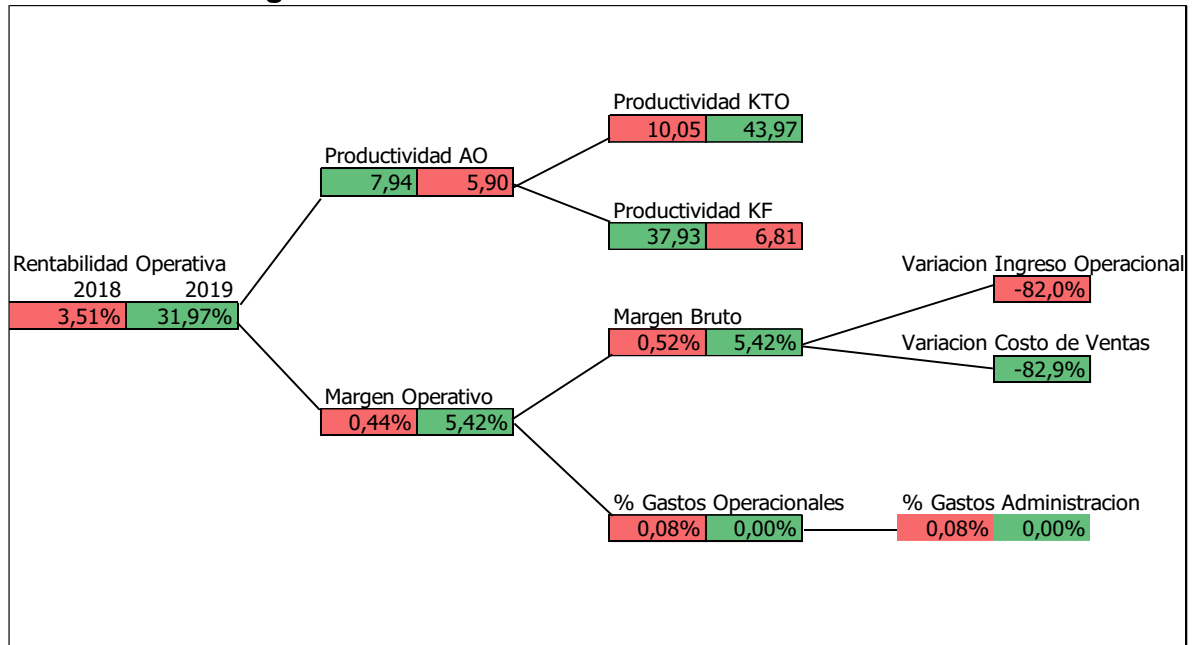 Productividad KTO
10,05 43,97
Productividad AO
7,94 5,90
Productividad KF
37,93 6,81
Rentabilidad Operativa
2018 2019
3,51% 31,97%
Variacion Ingreso Operacional
-82,0%
Margen Bruto
0,52% 5,42%
Variacion Costo de Ventas
-82,9%
Margen Operativo
0,44% 5,42%
% Gastos Operacionales
0,08% 0,00%
% Gastos Administracion
0,08% 0,00%